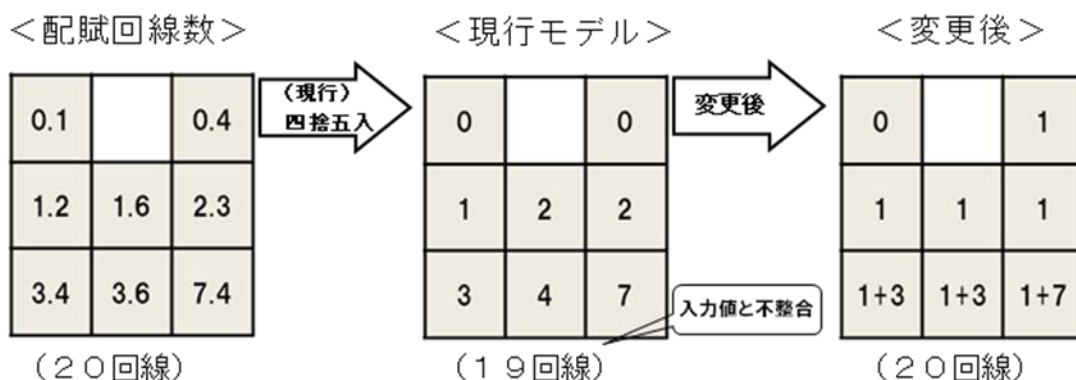 ＜配賦回線数＞
＜現行モデル＞
＜変更後＞
0.1 0.4
1.2 1.6 2.3
3.4 3.6 7.4
（２０回線）
（現行）
四捨五入
0 0
1 2 2
3 4 7
（１９回線）
入力値と不整合
変更後
0 1
1 1 1
1+3 1+3 1+7
（２０回線）